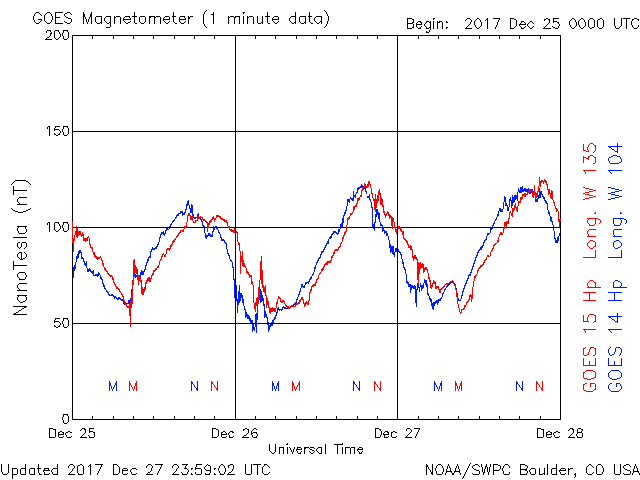 GOES Magnetometer (1 minute data)
Begin: 2017 Dec 25 0000 UTC
200
150
100
50
0
NanoTesla (nT)
M M N N M M N N M M N N
Dec 25 Dec 26 Dec 27 Dec 28
Universal Time
GOES 15 Hp Long. W 135
GOES 14 Hp Long. W 104
Updated 2017 Dec 27 23:59:02 UTC
NOAA/SWPC Boulder, CO USA